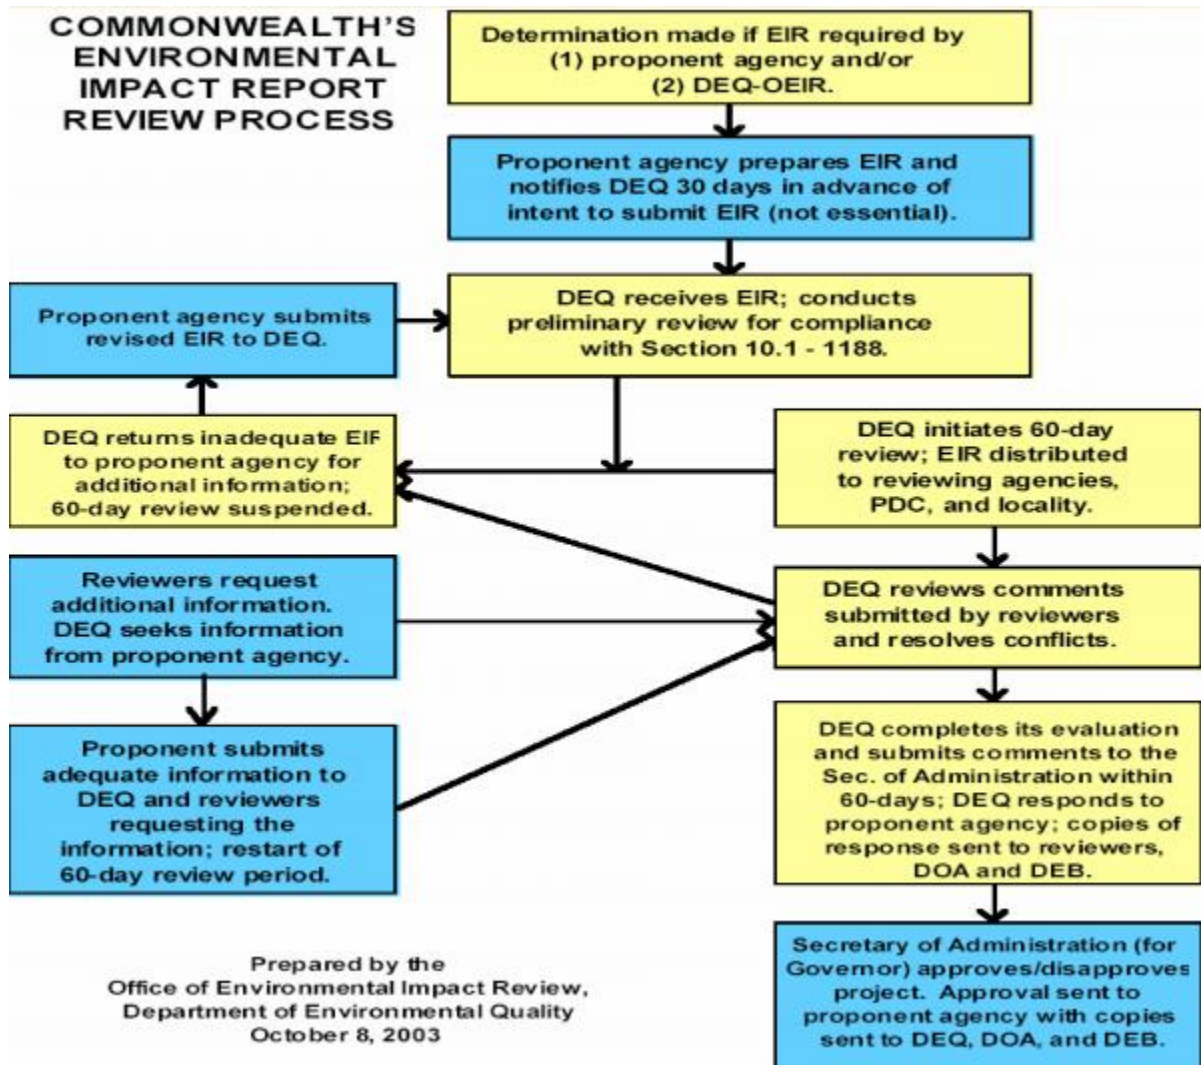 COMMONWEALTH'S
ENVIRONMENTAL
IMPACT REPORT
REVIEW PROCESS
Determination made if EIR required by
(1) proponent agency and/or
(2) DEQ-OEIR.
Proponent agency prepares EIR and
notifies DEQ 30 days in advance of
intent to submit EIR (not essential).
DEQ receives EIR; conducts
preliminary review for compliance
with Section 10.1 - 1188.
Proponent agency submits
revised EIR to DEQ.
DEQ returns inadequate EIR
to proponent agency for
additional information;
60-day review suspended.
DEQ initiates 60-day
review; EIR distributed
to reviewing agencies,
PDC, and locality.
Reviewers request
additional information.
DEQ seeks information
from proponent agency.
DEQ reviews comments
submitted by reviewers
and resolves conflicts.
Proponent submits
adequate information to
DEQ and reviewers
requesting the
information; restart of
60-day review period.
DEQ completes its evaluation
and submits comments to the
Sec. of Administration within
60-days; DEQ responds to
proponent agency; copies of
response sent to reviewers,
DOA and DEB.
Secretary of Administration (for
Governor) approves/disapproves
project. Approval sent to
proponent agency with copies
sent to DEQ, DOA, and DEB.
Prepared by the
Office of Environmental Impact Review,
Department of Environmental Quality
October 8, 2003